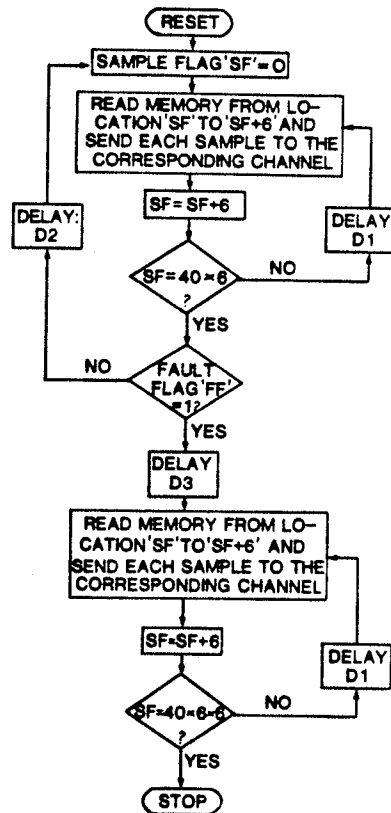 RESET
SAMPLE FLAG'SF'=0
READ MEMORY FROM LO-
CATION'SF'TO'SF+6' AND
SEND EACH SAMPLE TO THE
CORRESPONDING CHANNEL
SF=SF+6
DELAY:
D2
DELAY
D1
SF=40×6
?
NO
YES
FAULT
FLAG'FF'
=1?
NO
YES
DELAY
D3
READ MEMORY FROM LO-
CATION'SF'TO'SF+6' AND
SEND EACH SAMPLE TO THE
CORRESPONDING CHANNEL
SF=SF+6
DELAY
D1
SF=40×6×6
?
NO
YES
STOP